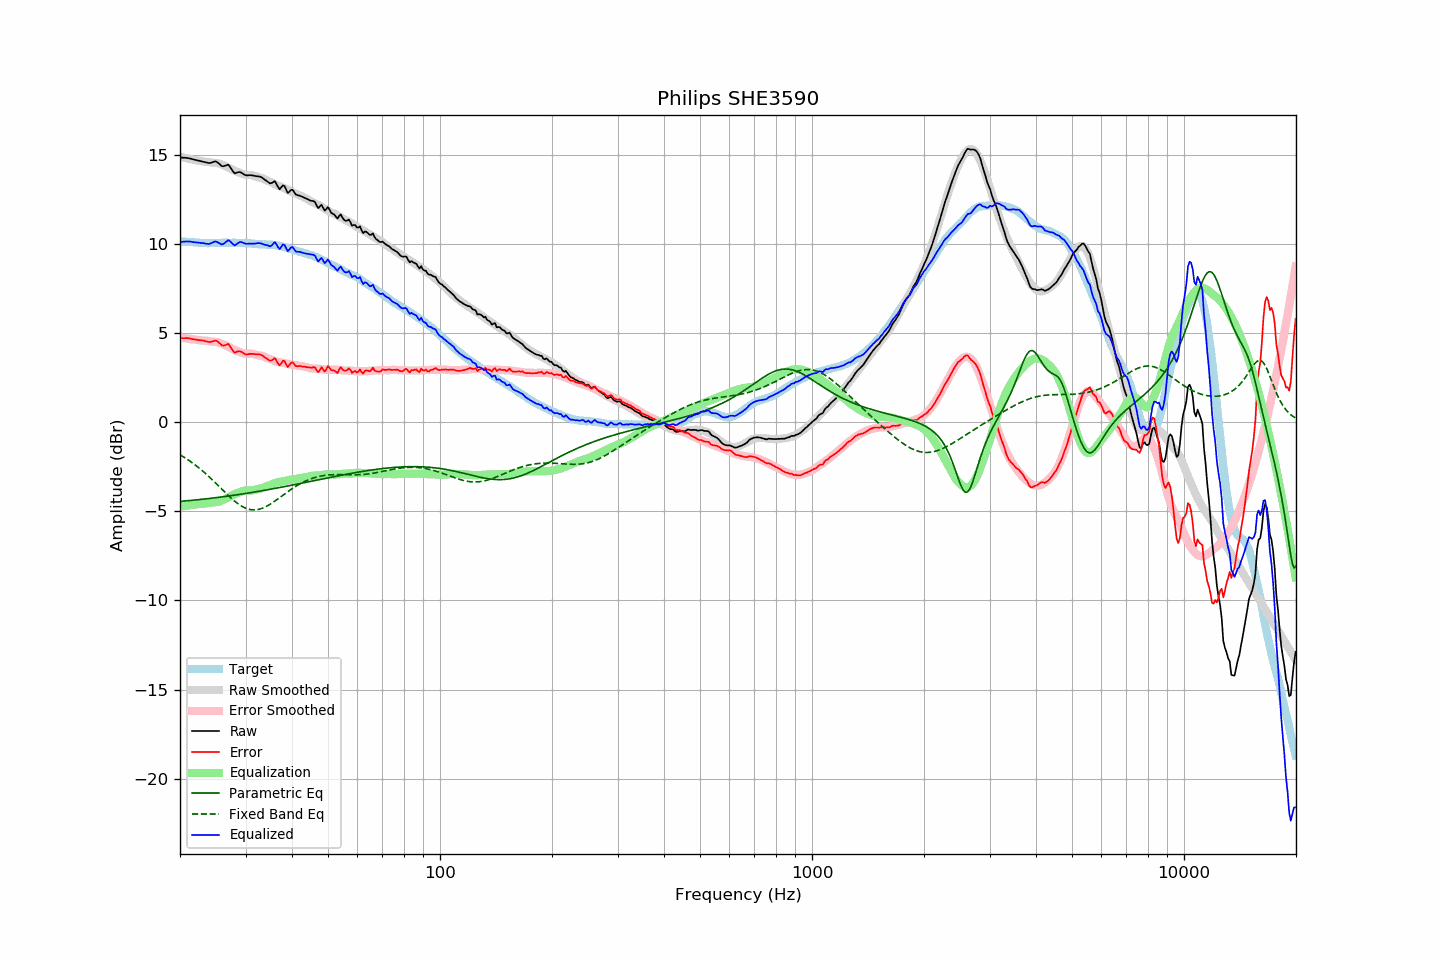 Philips SHE3590
15
10
5
0
−5
−10
−15
−20
Amplitude (dBr)
Target
Raw Smoothed
Error Smoothed
Raw
Error
Equalization
Parametric Eq
Fixed Band Eq
Equalized
100
1000
10000
Frequency (Hz)